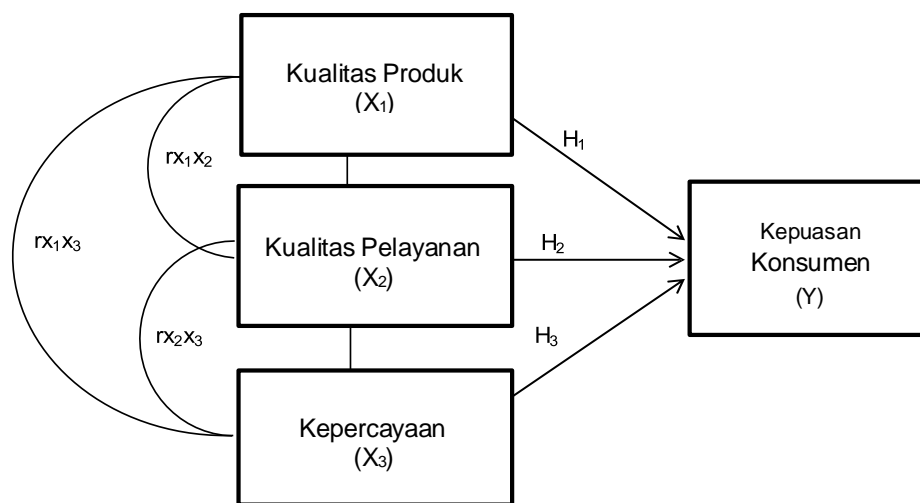 Kualitas Produk
(X₁)
H₁
rx₁x₂
rx₁x₃
Kualitas Pelayanan
(X₂)
H₂
Kepuasan
Konsumen
(Y)
rx₂x₃
H₃
Kepercayaan
(X₃)